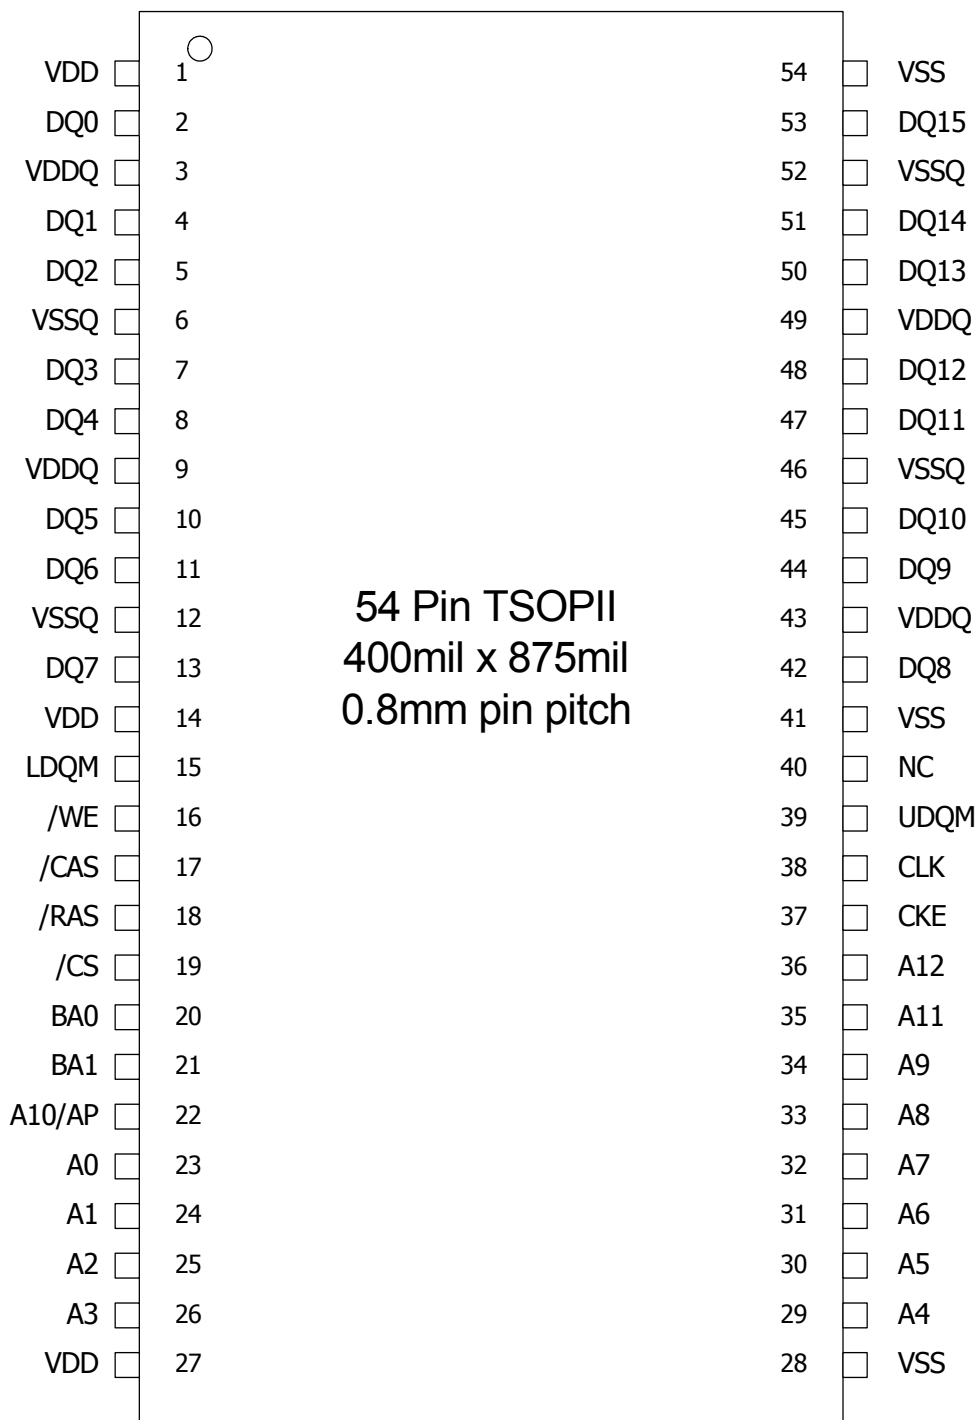 VDD 1 54 VSS
DQ0 2 53 DQ15
VDDQ 3 52 VSSQ
DQ1 4 51 DQ14
DQ2 5 50 DQ13
VSSQ 6 49 VDDQ
DQ3 7 48 DQ12
DQ4 8 47 DQ11
VDDQ 9 46 VSSQ
DQ5 10 45 DQ10
DQ6 11 44 DQ9
54 Pin TSOPII
VSSQ 12 43 VDDQ
400mil x 875mil
DQ7 13 42 DQ8
0.8mm pin pitch
VDD 14 41 VSS
LDQM 15 40 NC
/WE 16 39 UDQM
/CAS 17 38 CLK
/RAS 18 37 CKE
/CS 19 36 A12
BA0 20 35 A11
BA1 21 34 A9
A10/AP 22 33 A8
A0 23 32 A7
A1 24 31 A6
A2 25 30 A5
A3 26 29 A4
VDD 27 28 VSS